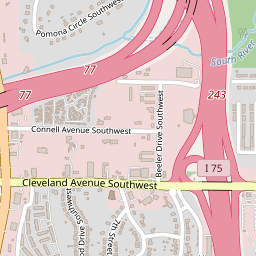 Pomona Circle Southwest
South River
77
77
243
Connell Avenue Southwest
Beeler Drive Southwest
I 75
Cleveland Avenue Southwest
Southwest
d Drive
7th Street